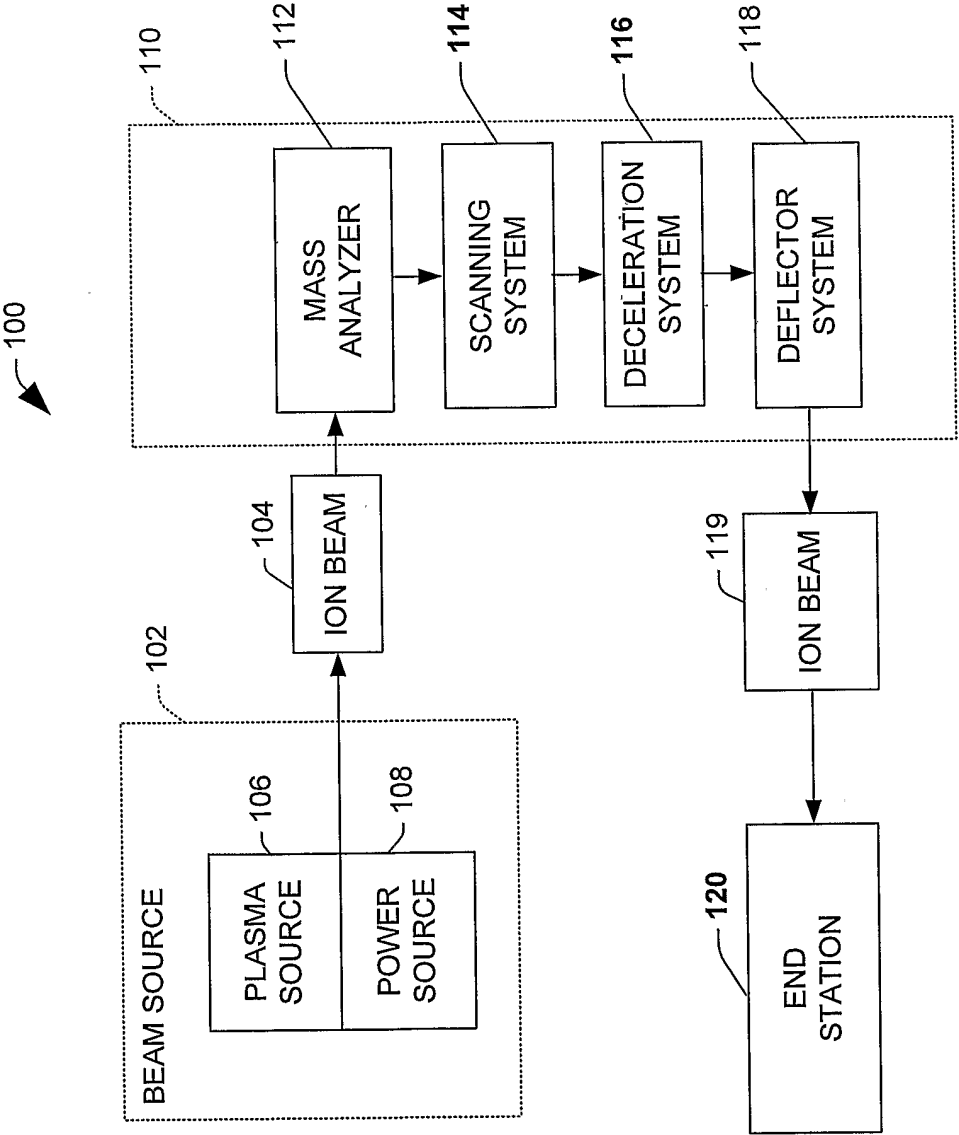 100
102
BEAM SOURCE
106
PLASMA
SOURCE
108
POWER
SOURCE
104
ION BEAM
110
112
MASS
ANALYZER
114
SCANNING
SYSTEM
116
DECELERATION
SYSTEM
118
DEFLECTOR
SYSTEM
119
ION BEAM
120
END
STATION